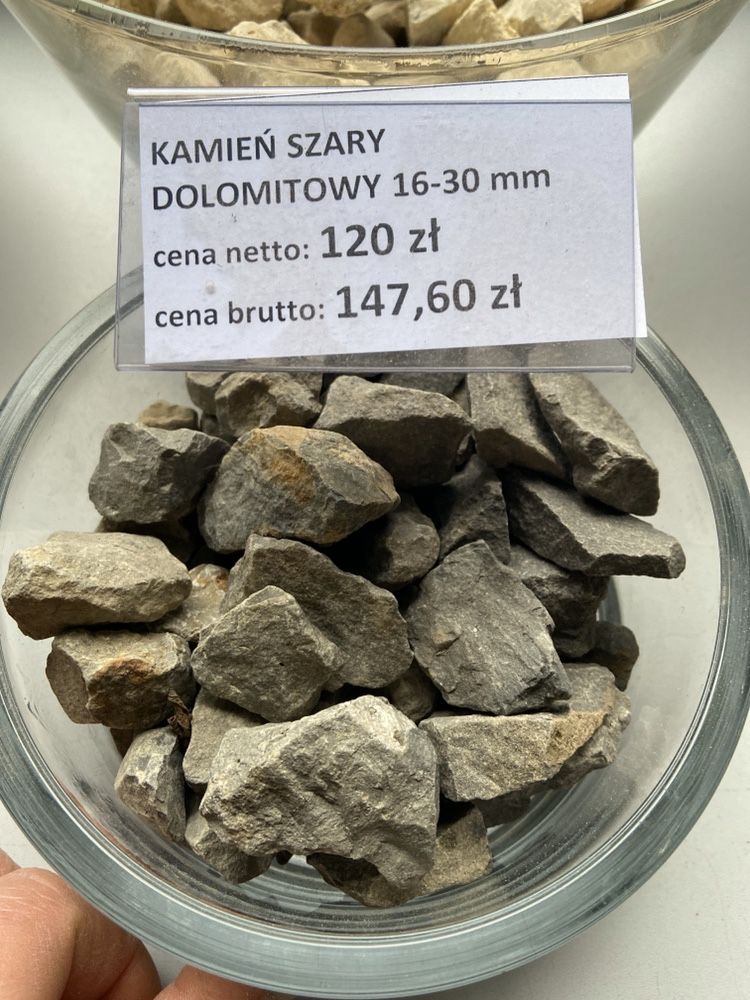 KAMIEŃ SZARY
DOLOMITOWY 16-30 mm
cena netto: 120 zł
cena brutto: 147,60 zł